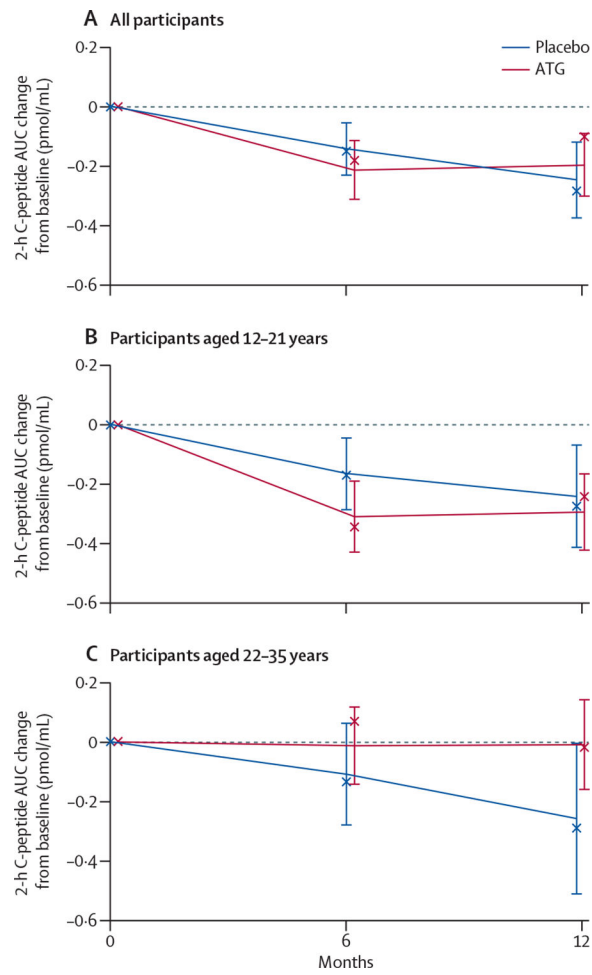 A All participants
0·2
0
−0·2
−0·4
−0·6
2-h C-peptide AUC change
from baseline (pmol/mL)
Placebo
ATG
B Participants aged 12–21 years
0·2
0
−0·2
−0·4
−0·6
2-h C-peptide AUC change
from baseline (pmol/mL)
C Participants aged 22–35 years
0·2
0
−0·2
−0·4
−0·6
2-h C-peptide AUC change
from baseline (pmol/mL)
0 6 12
Months